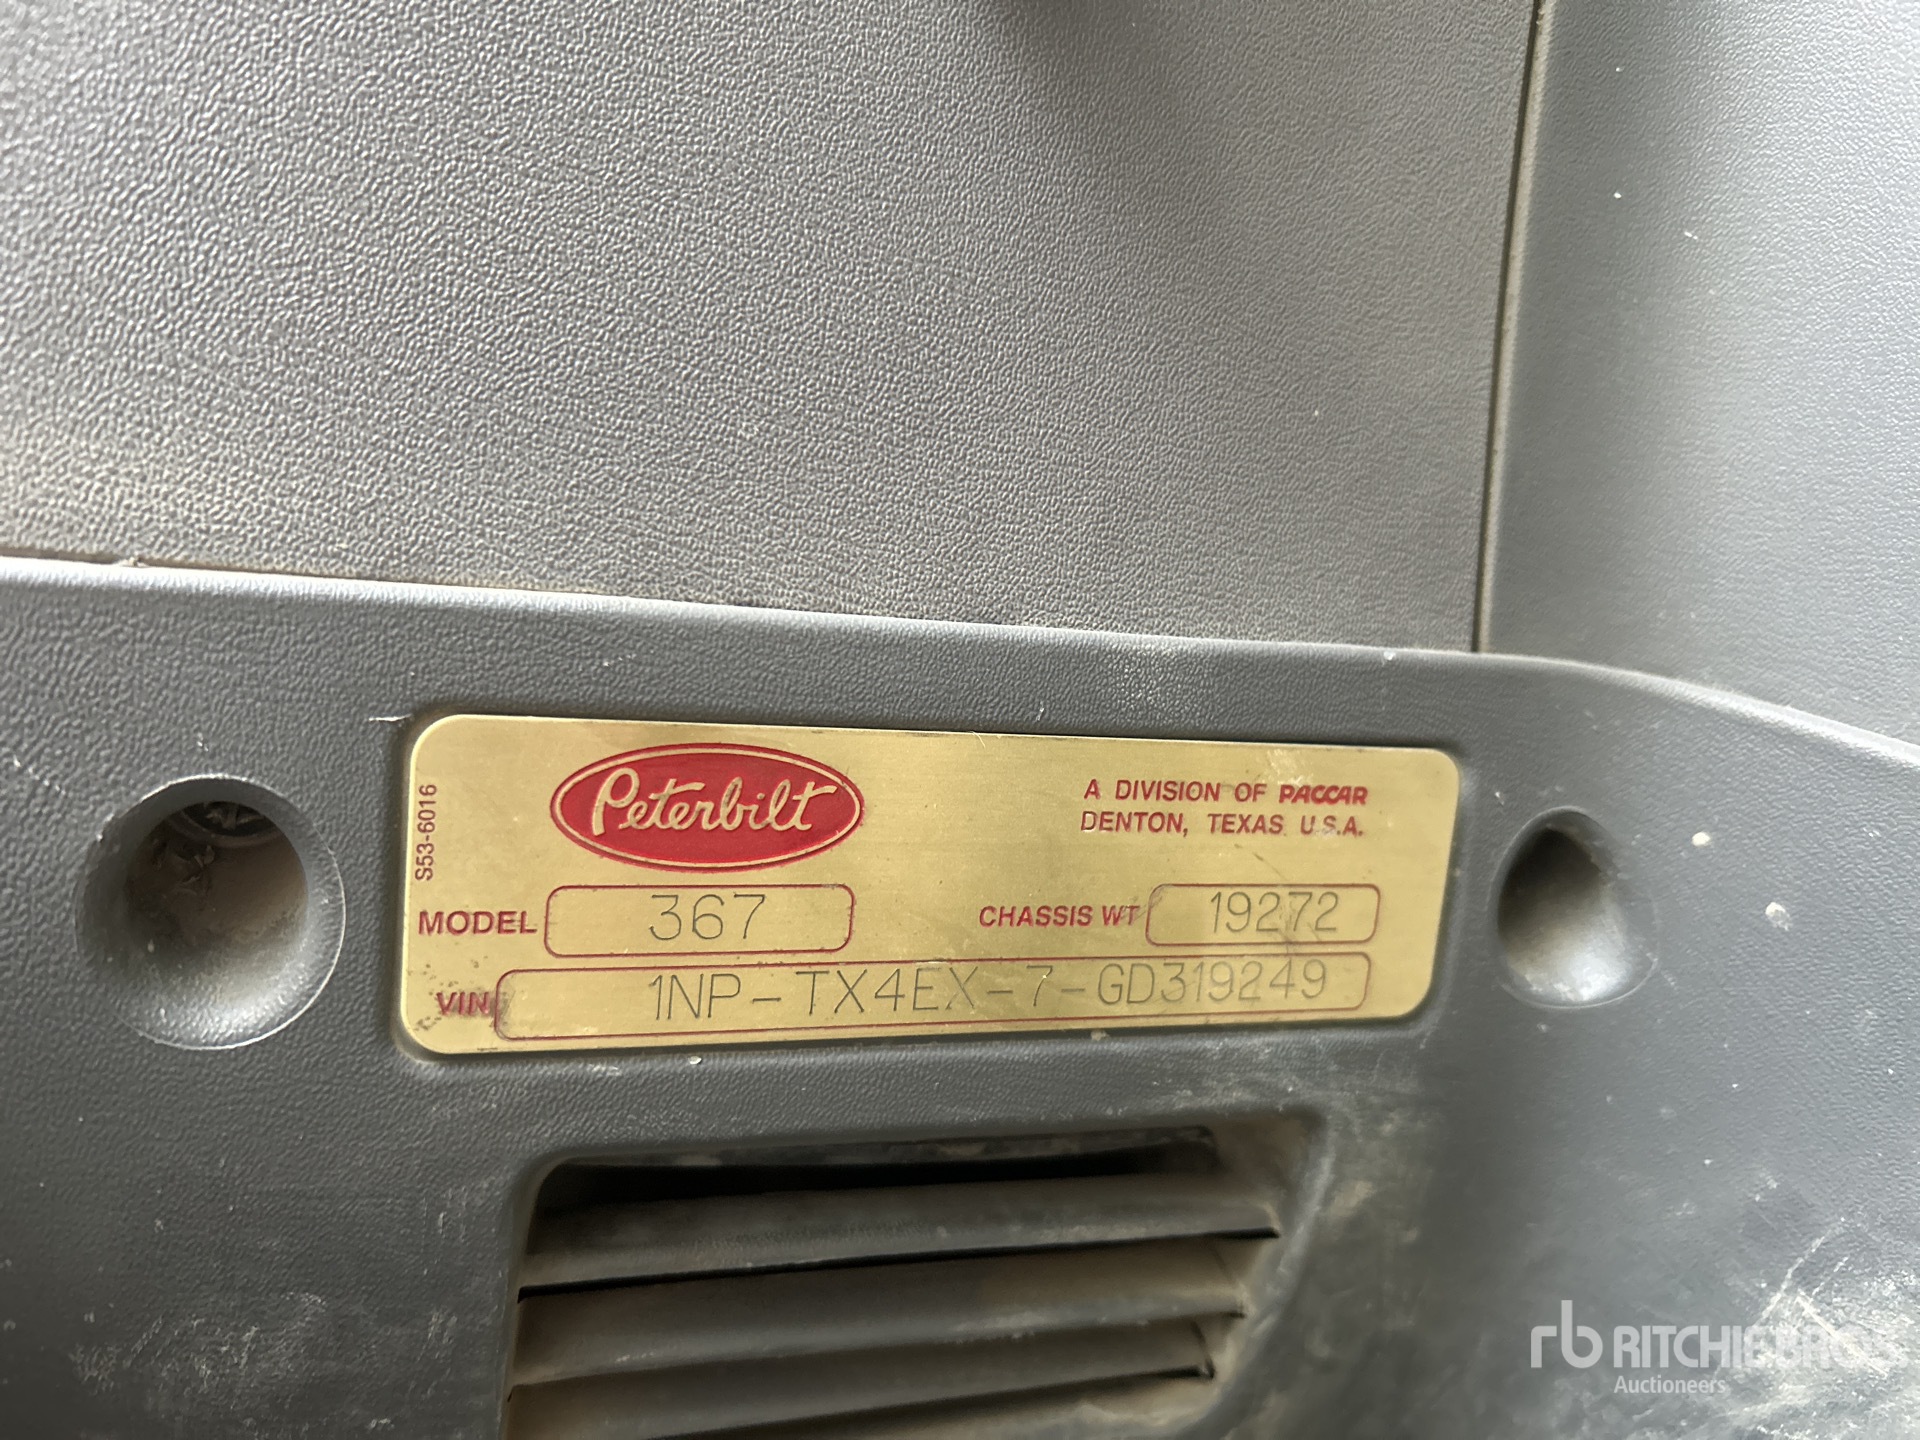 S53-6016
Peterbilt
A DIVISION OF PACCAR
DENTON, TEXAS U.S.A.
MODEL 367
CHASSIS WT 19272
VIN 1NP-TX4EX-7-GD319249
rb RITCHIE BROS
Auctioneers